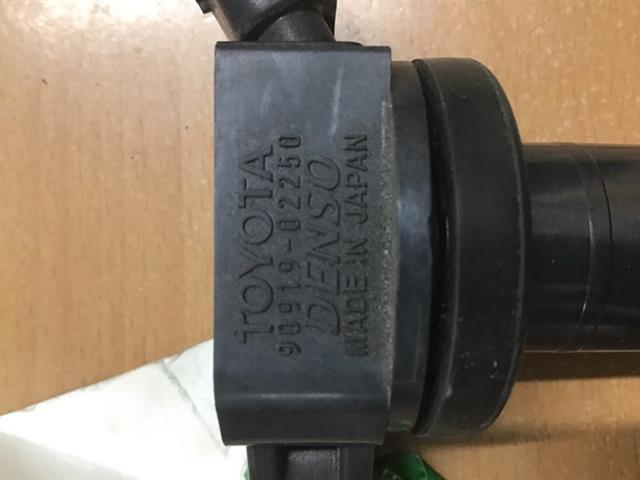 TOYOTA
90919-02250
DENSO
MADE IN JAPAN